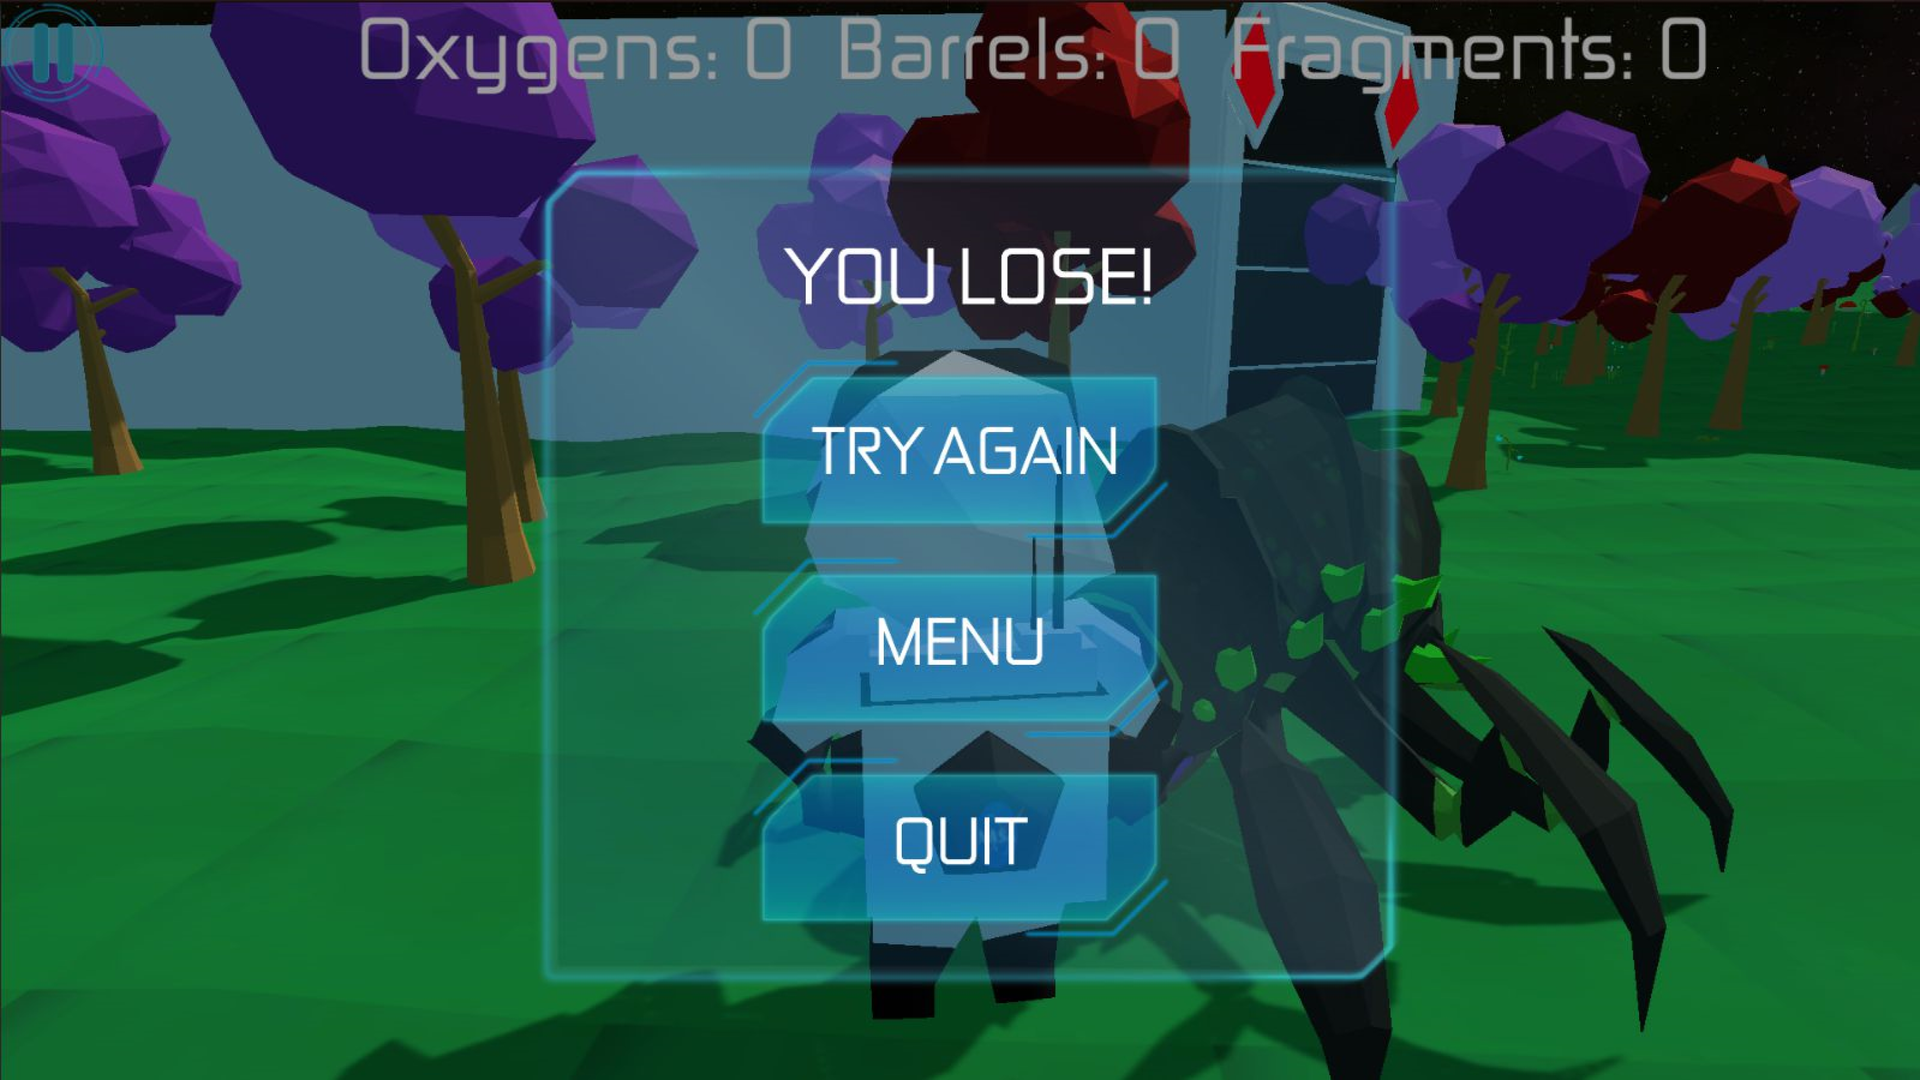 Oxygens: 0 Barrels: 0 Fragments: 0
YOU LOSE!
TRY AGAIN
MENU
QUIT